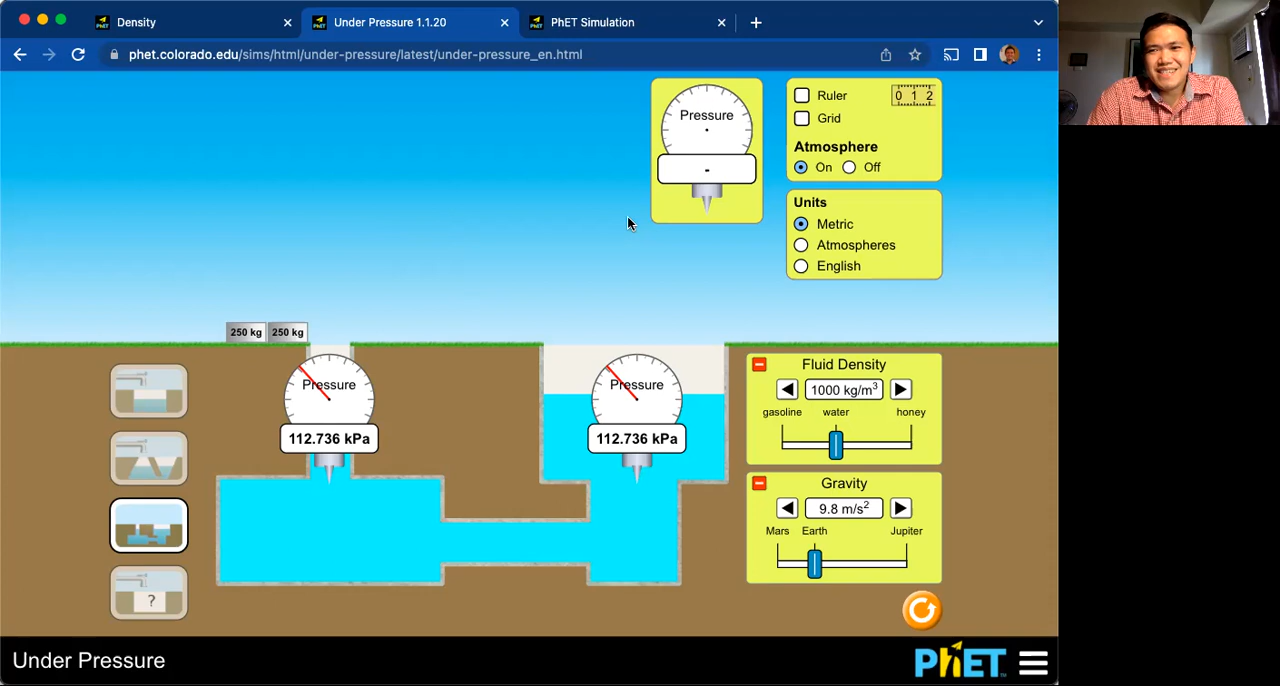 Density
Under Pressure 1.1.20
PhET Simulation
phet.colorado.edu/sims/html/under-pressure/latest/under-pressure_en.html
Pressure
-
Ruler
0 1 2
Grid
Atmosphere
On Off
Units
Metric
Atmospheres
English
250 kg 250 kg
Pressure
112.736 kPa
Pressure
112.736 kPa
?
Fluid Density
1000 kg/m³
gasoline water honey
Gravity
9.8 m/s²
Mars Earth Jupiter
Under Pressure
PhET